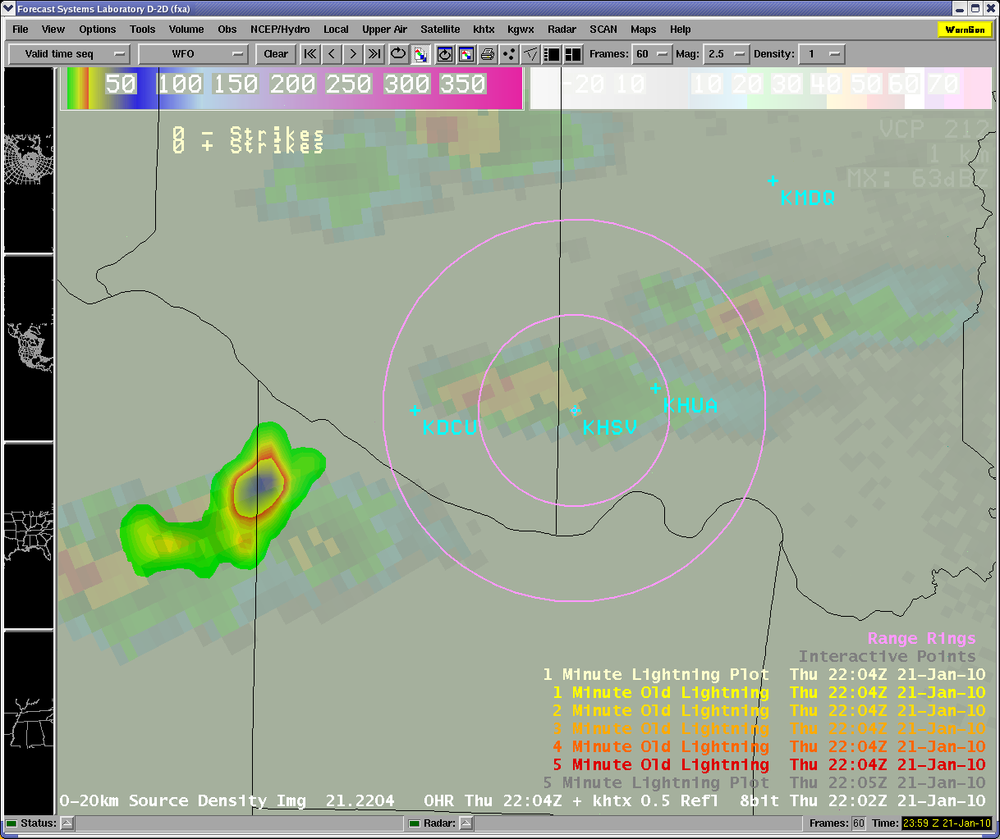 Forecast Systems Laboratory D-2D (fxa)
File View Options Tools Volume Obs NCEP/Hydro Local Upper Air Satellite khtx kgwx Radar SCAN Maps Help WarnGen
Valid time seq WFO Clear Frames: 60 Mag: 2.5 Density: 1
50 100 150 200 250 300 350 -20 10 10 20 30 40 50 60 70
0 - Strikes
0 + Strikes
VCP 212
1 km
MX: 63dBZ
KMDQ
KHUA
KDCU KHSV
Range Rings
Interactive Points
1 Minute Lightning Plot Thu 22:04Z 21-Jan-10
1 Minute Old Lightning Thu 22:04Z 21-Jan-10
2 Minute Old Lightning Thu 22:04Z 21-Jan-10
3 Minute Old Lightning Thu 22:04Z 21-Jan-10
4 Minute Old Lightning Thu 22:04Z 21-Jan-10
5 Minute Old Lightning Thu 22:04Z 21-Jan-10
5 Minute Lightning Plot Thu 22:05Z 21-Jan-10
0-20km Source Density Img 21.2204 0HR Thu 22:04Z + khtx 0.5 Refl 8bit Thu 22:02Z 21-Jan-10
Status: Radar: Frames: 60 Time: 23:59 Z 21-Jan-10